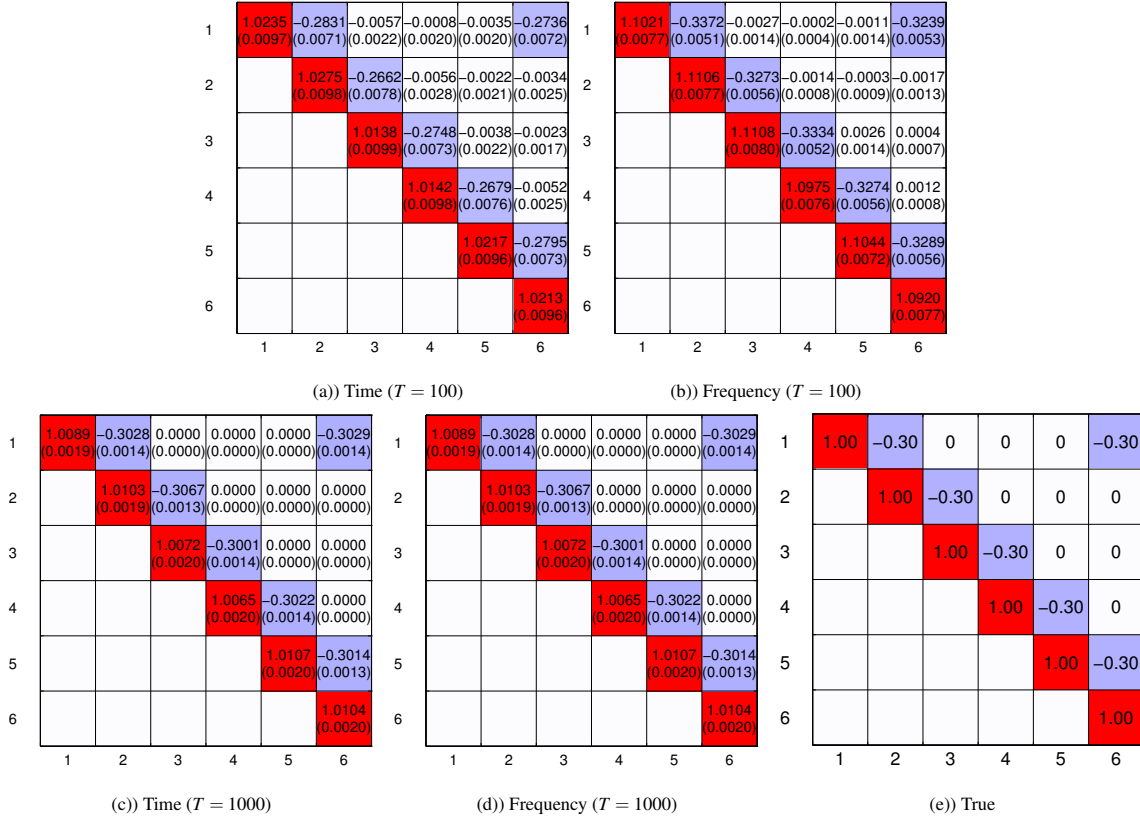 1 1.0235 −0.2831 −0.0057 −0.0008 −0.0035 −0.2736
(0.0097) (0.0071) (0.0022) (0.0020) (0.0020) (0.0072)
2 1.0275 −0.2662 −0.0056 −0.0022 −0.0034
(0.0098) (0.0078) (0.0028) (0.0021) (0.0025)
3 1.0138 −0.2748 −0.0038 −0.0023
(0.0099) (0.0073) (0.0022) (0.0017)
4 1.0142 −0.2679 −0.0052
(0.0098) (0.0076) (0.0025)
5 1.0217 −0.2795
(0.0096) (0.0073)
6 1.0213
(0.0096)
1 2 3 4 5 6
(a)) Time (T = 100)
1 1.1021 −0.3372 −0.0027 −0.0002 −0.0011 −0.3239
(0.0077) (0.0051) (0.0014) (0.0004) (0.0014) (0.0053)
2 1.1106 −0.3273 −0.0014 −0.0003 −0.0017
(0.0077) (0.0056) (0.0008) (0.0009) (0.0013)
3 1.1108 −0.3334 0.0026 0.0004
(0.0080) (0.0052) (0.0014) (0.0007)
4 1.0975 −0.3274 0.0012
(0.0076) (0.0056) (0.0008)
5 1.1044 −0.3289
(0.0072) (0.0056)
6 1.0920
(0.0077)
1 2 3 4 5 6
(b)) Frequency (T = 100)
1 1.0089 −0.3028 0.0000 0.0000 0.0000 −0.3029
(0.0019) (0.0014) (0.0000) (0.0000) (0.0000) (0.0014)
2 1.0103 −0.3067 0.0000 0.0000 0.0000
(0.0019) (0.0013) (0.0000) (0.0000) (0.0000)
3 1.0072 −0.3001 0.0000 0.0000
(0.0020) (0.0014) (0.0000) (0.0000)
4 1.0065 −0.3022 0.0000
(0.0020) (0.0014) (0.0000)
5 1.0107 −0.3014
(0.0020) (0.0013)
6 1.0104
(0.0020)
1 2 3 4 5 6
(c)) Time (T = 1000)
1 1.0089 −0.3028 0.0000 0.0000 0.0000 −0.3029
(0.0019) (0.0014) (0.0000) (0.0000) (0.0000) (0.0014)
2 1.0103 −0.3067 0.0000 0.0000 0.0000
(0.0019) (0.0013) (0.0000) (0.0000) (0.0000)
3 1.0072 −0.3001 0.0000 0.0000
(0.0020) (0.0014) (0.0000) (0.0000)
4 1.0065 −0.3022 0.0000
(0.0020) (0.0014) (0.0000)
5 1.0107 −0.3014
(0.0020) (0.0013)
6 1.0104
(0.0020)
1 2 3 4 5 6
(d)) Frequency (T = 1000)
1 1.00 −0.30 0 0 0 −0.30
2 1.00 −0.30 0 0 0
3 1.00 −0.30 0 0
4 1.00 −0.30 0
5 1.00 −0.30
6 1.00
1 2 3 4 5 6
(e)) True